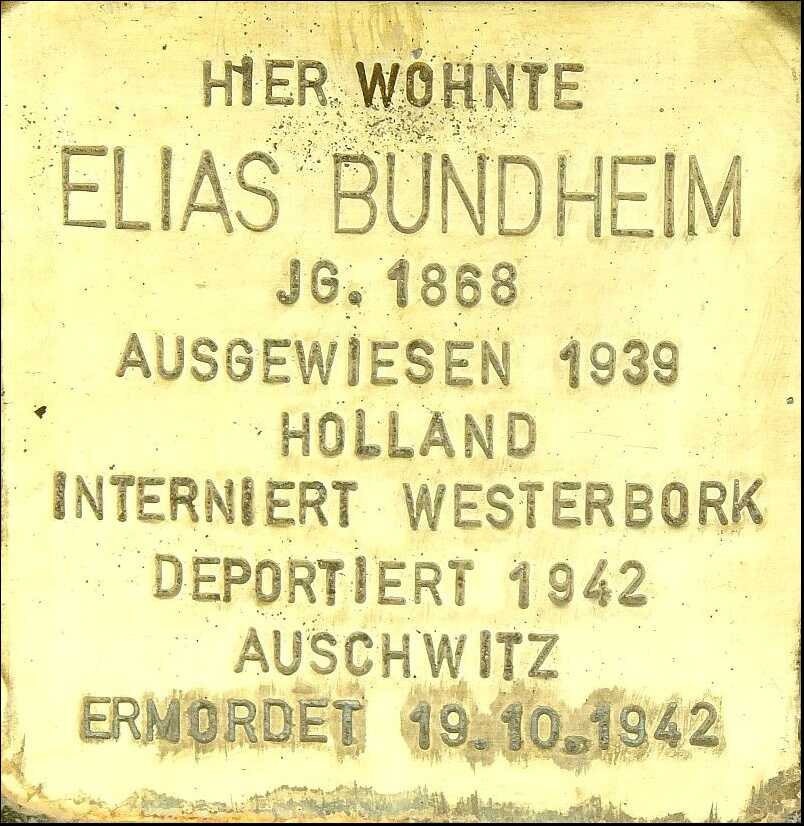 HIER WOHNTE
ELIAS BUNDHEIM
JG. 1868
AUSGEWIESEN 1939
HOLLAND
INTERNIERT WESTERBORK
DEPORTIERT 1942
AUSCHWITZ
ERMORDET 19.10.1942